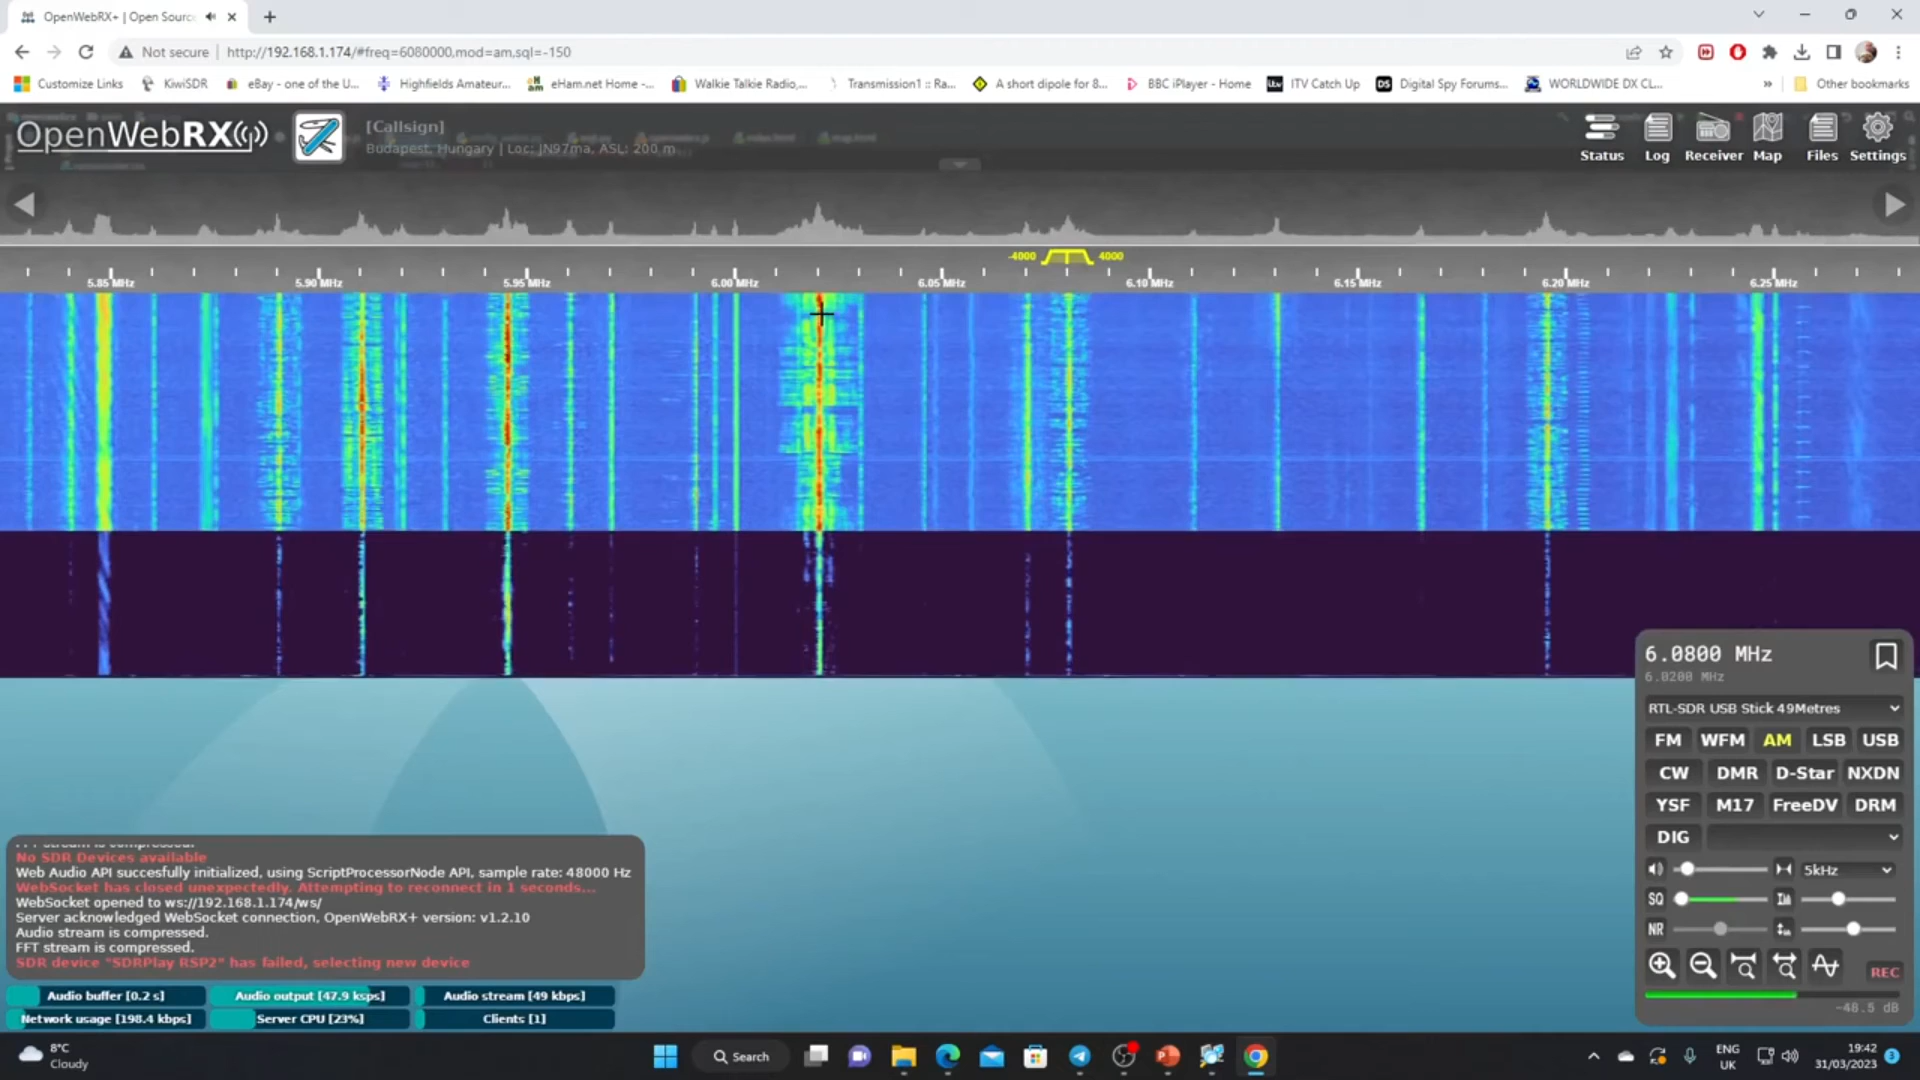 OpenWebRX+ | Open Sourc
Not secure | http://192.168.1.174/#freq=6080000,mod=am,sql=-150
Customize Links KiwiSDR eBay - one of the U... Highfields Amateur... eHam.net Home -... Walkie Talkie Radio,... Transmission1 :: Ra... A short dipole for 8... BBC iPlayer - Home ITV Catch Up Digital Spy Forums... WORLDWIDE DX CL... » Other bookmarks
OpenWebRX
[Callsign]
Budapest, Hungary | Loc: JN97ma, ASL: 200 m
Status Log Receiver Map Files Settings
-4000 4000
5.85 MHz 5.90 MHz 5.95 MHz 6.00 MHz 6.05 MHz 6.10 MHz 6.15 MHz 6.20 MHz 6.25 MHz
6.0800 MHz
6.0200 MHz
RTL-SDR USB Stick 49Metres
FM WFM AM LSB USB
CW DMR D-Star NXDN
YSF M17 FreeDV DRM
DIG
5kHz
SQ
NR
REC
-48.5 dB
FFT stream is compressed.
No SDR Devices available
Web Audio API succesfully initialized, using ScriptProcessorNode API, sample rate: 48000 Hz
WebSocket has closed unexpectedly. Attempting to reconnect in 1 seconds...
WebSocket opened to ws://192.168.1.174/ws/
Server acknowledged WebSocket connection, OpenWebRX+ version: v1.2.10
Audio stream is compressed.
FFT stream is compressed.
SDR device "SDRPlay RSP2" has failed, selecting new device
Audio buffer [0.2 s] Audio output [47.9 ksps] Audio stream [49 kbps]
Network usage [198.4 kbps] Server CPU [23%] Clients [1]
8°C
Cloudy
Search
ENG
UK
19:42
31/03/2023
3